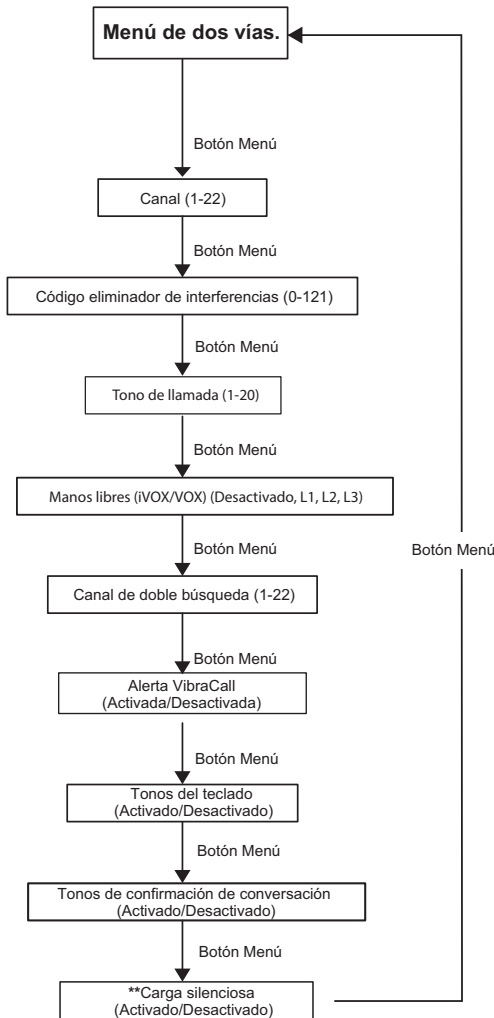 Menú de dos vías.
Botón Menú
Canal (1-22)
Botón Menú
Código eliminador de interferencias (0-121)
Botón Menú
Tono de llamada (1-20)
Botón Menú
Manos libres (iVOX/VOX) (Desactivado, L1, L2, L3)
Botón Menú
Botón Menú
Canal de doble búsqueda (1-22)
Botón Menú
Alerta VibraCall
(Activada/Desactivada)
Botón Menú
Tonos del teclado
(Activado/Desactivado)
Botón Menú
Tonos de confirmación de conversación
(Activado/Desactivado)
Botón Menú
**Carga silenciosa
(Activado/Desactivado)